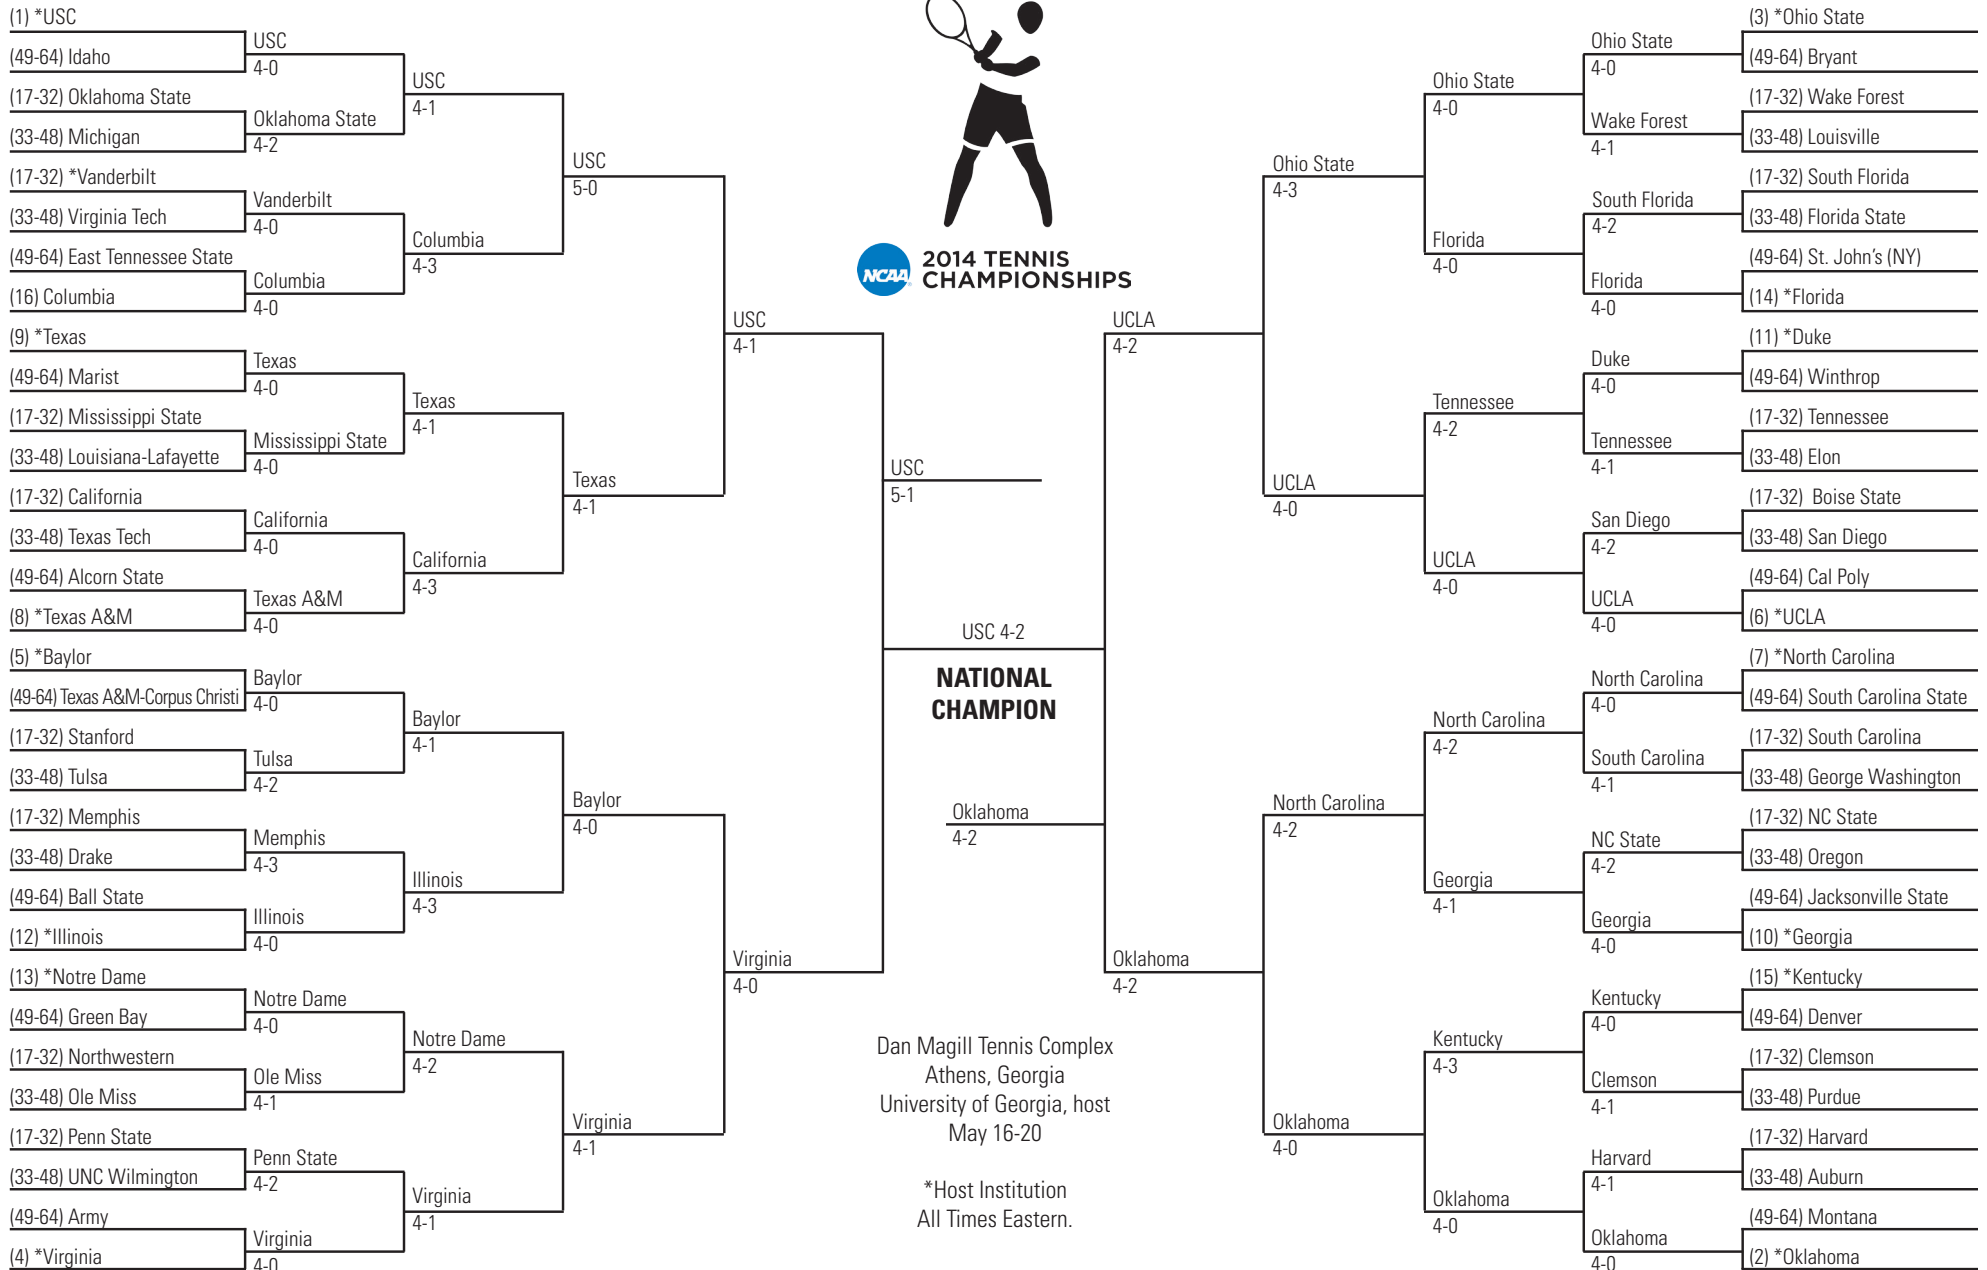 (1) *USC
(49-64) Idaho
(17-32) Oklahoma State
(33-48) Michigan
(17-32) *Vanderbilt
(33-48) Virginia Tech
(49-64) East Tennessee State
(16) Columbia
(9) *Texas
(49-64) Marist
(17-32) Mississippi State
(33-48) Louisiana-Lafayette
(17-32) California
(33-48) Texas Tech
(49-64) Alcorn State
(8) *Texas A&M
(5) *Baylor
(49-64) Texas A&M-Corpus Christi
(17-32) Stanford
(33-48) Tulsa
(17-32) Memphis
(33-48) Drake
(49-64) Ball State
(12) *Illinois
(13) *Notre Dame
(49-64) Green Bay
(17-32) Northwestern
(33-48) Ole Miss
(17-32) Penn State
(33-48) UNC Wilmington
(49-64) Army
(4) *Virginia
USC
4-0
Oklahoma State
4-2
Vanderbilt
4-0
Columbia
4-0
Texas
4-0
Mississippi State
4-0
California
4-0
Texas A&M
4-0
Baylor
4-0
Tulsa
4-2
Memphis
4-3
Illinois
4-0
Notre Dame
4-0
Ole Miss
4-1
Penn State
4-2
Virginia
4-0
USC
4-1
Columbia
4-3
Texas
4-1
California
4-3
Baylor
4-1
Illinois
4-3
Notre Dame
4-2
Virginia
4-1
USC
5-0
Texas
4-1
Baylor
4-0
Virginia
4-1
USC
4-1
Virginia
4-0
USC
5-1
NCAA
2014 TENNIS
CHAMPIONSHIPS
USC 4-2
NATIONAL
CHAMPION
Oklahoma
4-2
Dan Magill Tennis Complex
Athens, Georgia
University of Georgia, host
May 16-20
*Host Institution
All Times Eastern.
UCLA
4-2
Oklahoma
4-2
Ohio State
4-3
UCLA
4-0
North Carolina
4-2
Oklahoma
4-0
Ohio State
4-0
Florida
4-0
Tennessee
4-2
UCLA
4-0
North Carolina
4-2
Georgia
4-1
Kentucky
4-3
Oklahoma
4-0
Ohio State
4-0
Wake Forest
4-1
South Florida
4-2
Florida
4-0
Duke
4-0
Tennessee
4-1
San Diego
4-2
UCLA
4-0
North Carolina
4-0
South Carolina
4-1
NC State
4-2
Georgia
4-0
Kentucky
4-0
Clemson
4-1
Harvard
4-1
Oklahoma
4-0
(3) *Ohio State
(49-64) Bryant
(17-32) Wake Forest
(33-48) Louisville
(17-32) South Florida
(33-48) Florida State
(49-64) St. John's (NY)
(14) *Florida
(11) *Duke
(49-64) Winthrop
(17-32) Tennessee
(33-48) Elon
(17-32) Boise State
(33-48) San Diego
(49-64) Cal Poly
(6) *UCLA
(7) *North Carolina
(49-64) South Carolina State
(17-32) South Carolina
(33-48) George Washington
(17-32) NC State
(33-48) Oregon
(49-64) Jacksonville State
(10) *Georgia
(15) *Kentucky
(49-64) Denver
(17-32) Clemson
(33-48) Purdue
(17-32) Harvard
(33-48) Auburn
(49-64) Montana
(2) *Oklahoma